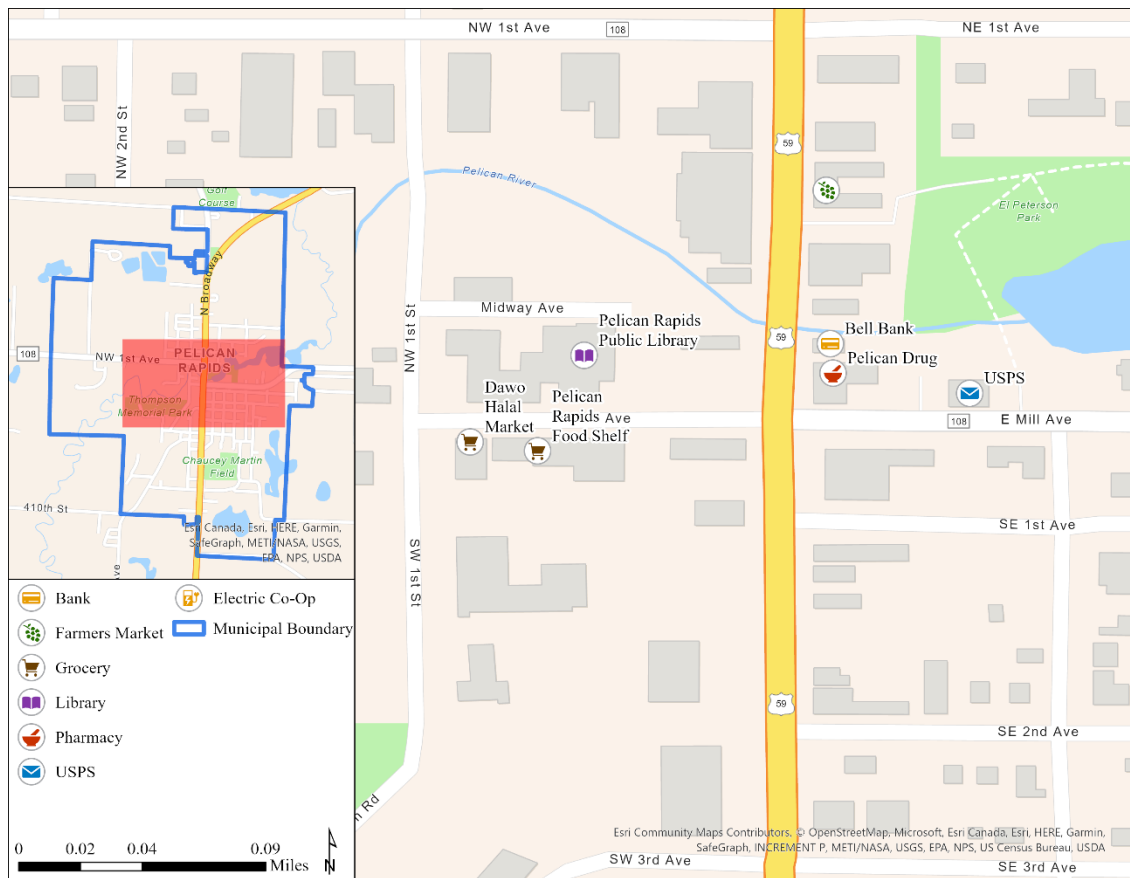 NW 1st Ave
108
NE 1st Ave
NW 2nd St
59
Pelican River
El Peterson
Park
Midway Ave
NW 1st St
Pelican Rapids
Public Library
59
Bell Bank
Pelican Drug
USPS
Dawo
Halal
Market
Pelican
Rapids
Food Shelf
Ave
108
E Mill Ave
SE 1st Ave
SW 1st St
59
SE 2nd Ave
n Rd
SW 3rd Ave
SE 3rd Ave
Esri Community Maps Contributors, © OpenStreetMap, Microsoft, Esri Canada, Esri, HERE, Garmin,
SafeGraph, INCREMENT P, METI/NASA, USGS, EPA, NPS, US Census Bureau, USDA
Golf
Course
N Broadway
108
NW 1st Ave
PELICAN
RAPIDS
Thompson
Memorial Park
Chaucey Martin
Field
410th St
Ave
Esri Canada, Esri, HERE, Garmin,
SafeGraph, METI/NASA, USGS,
EPA, NPS, USDA
Bank
Farmers Market
Grocery
Library
Pharmacy
USPS
Electric Co-Op
Municipal Boundary
0 0.02 0.04 0.09
Miles
N